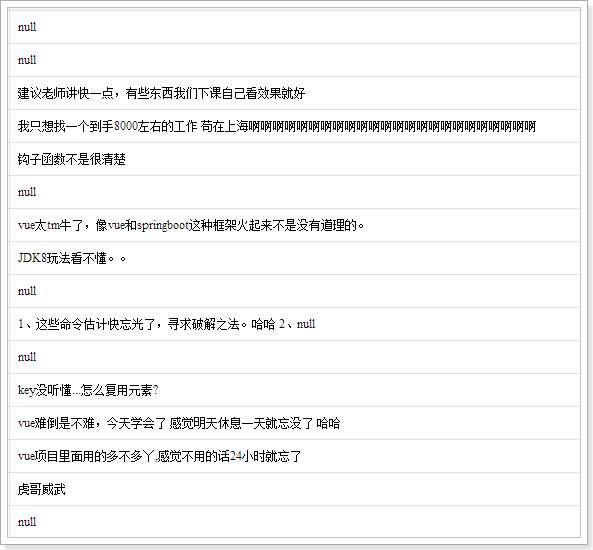 null
null
建议老师讲快一点，有些东西我们下课自己看效果就好
我只想找一个到手8000左右的工作 苟在上海啊啊啊啊啊啊啊啊啊啊啊啊啊啊啊啊啊啊啊啊啊啊啊啊
钩子函数不是很清楚
null
vue太tm牛了，像vue和springboot这种框架火起来不是没有道理的。
JDK8玩法看不懂。。
null
1、这些命令估计快忘光了，寻求破解之法。哈哈 2、null
null
key没听懂...怎么复用元素?
vue难倒是不难，今天学会了 感觉明天休息一天就忘没了 哈哈
vue项目里面用的多不多丫,感觉不用的话24小时就忘了
虎哥威武
null